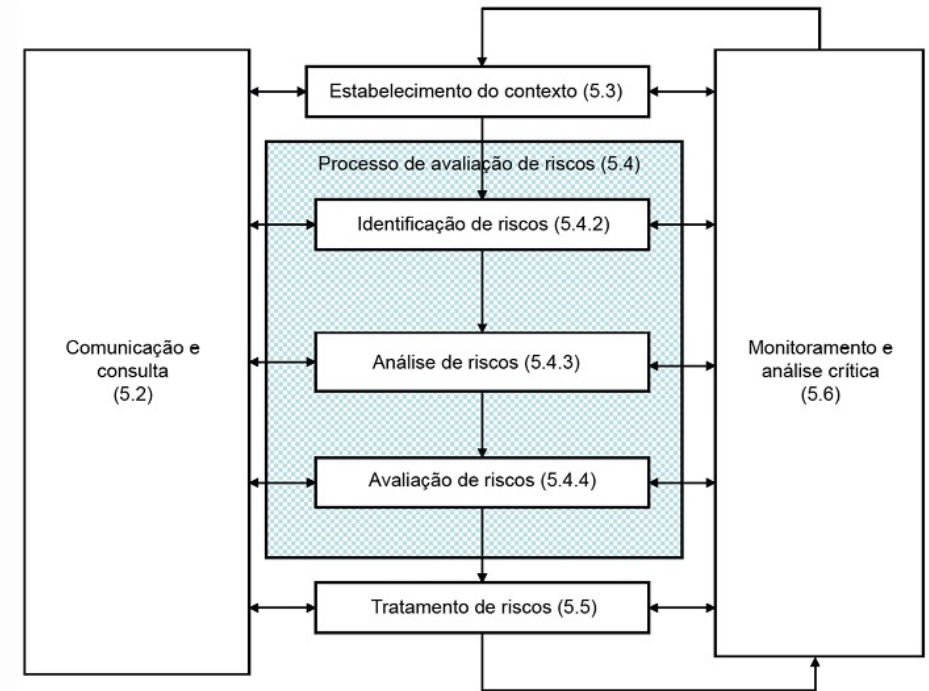 Estabelecimento do contexto (5.3)
Processo de avaliação de riscos (5.4)
Identificação de riscos (5.4.2)
Comunicação e
consulta
(5.2)
Análise de riscos (5.4.3)
Monitoramento e
análise crítica
(5.6)
Avaliação de riscos (5.4.4)
Tratamento de riscos (5.5)